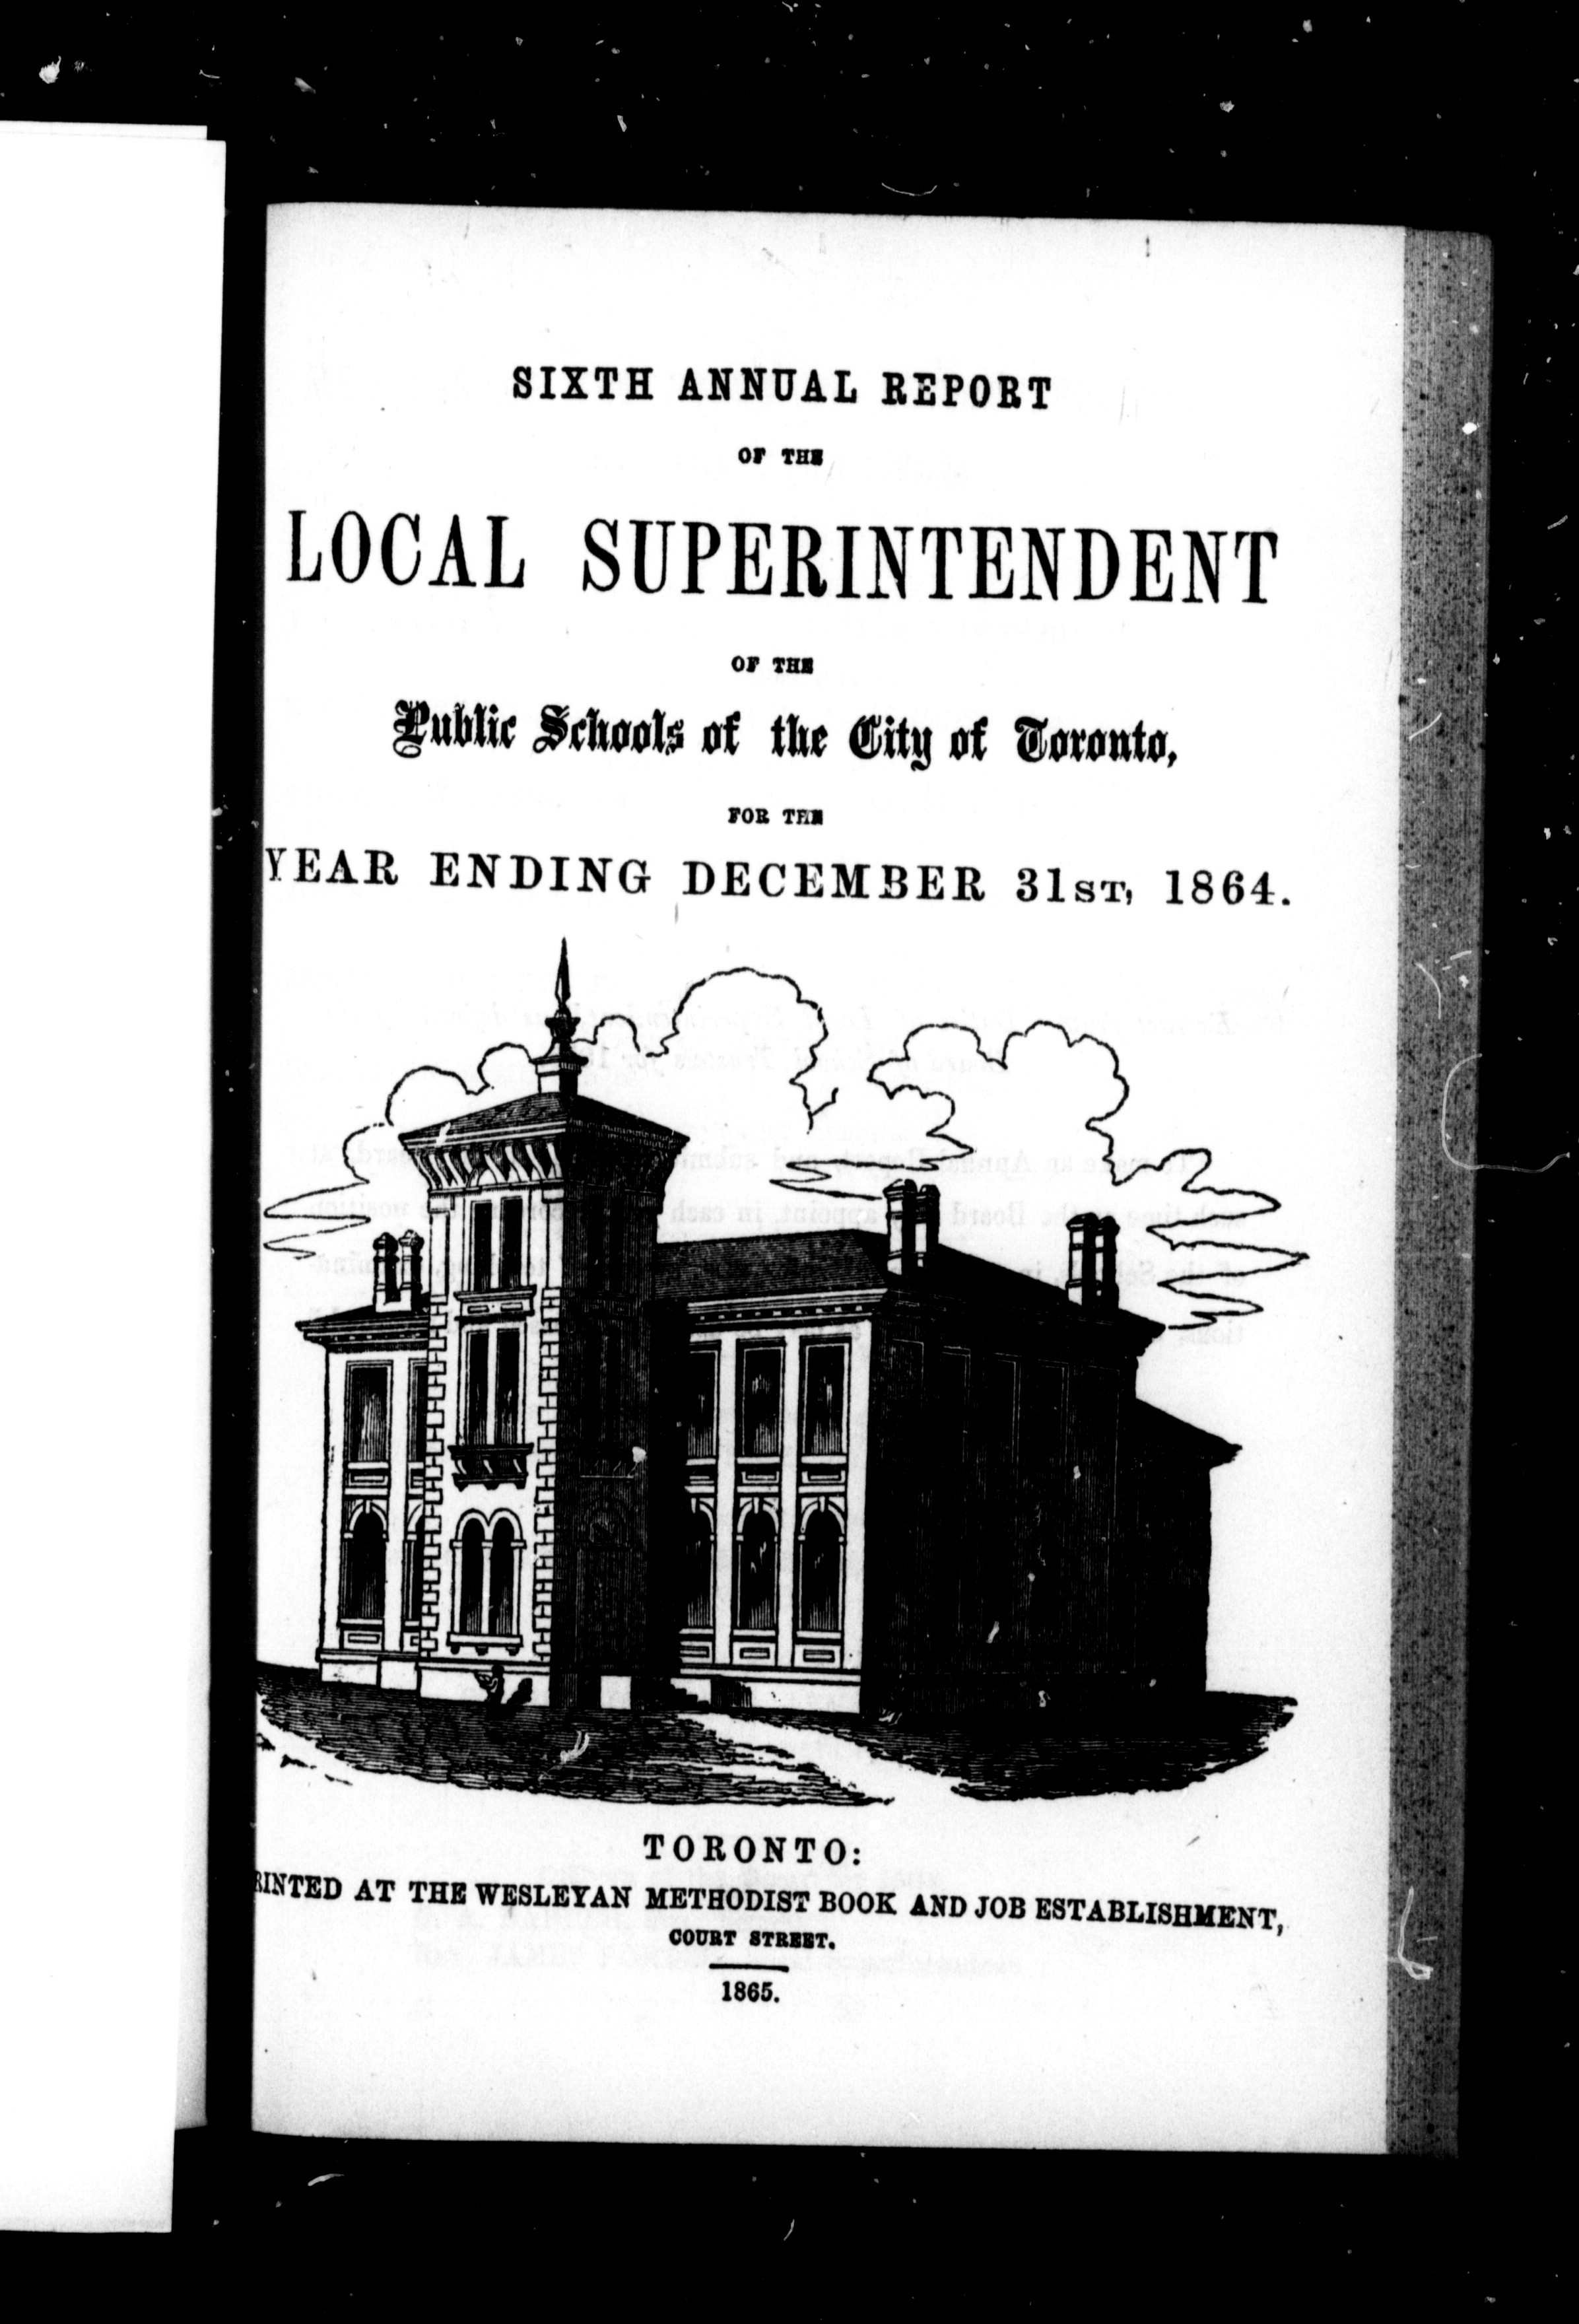 SIXTH ANNUAL REPORT
OF THE
LOCAL SUPERINTENDENT
OF THE
Public Schools of the City of Toronto,
FOR THE
YEAR ENDING DECEMBER 31ST, 1864.
TORONTO:
RINTED AT THE WESLEYAN METHODIST BOOK AND JOB ESTABLISHMENT,
COURT STREET.
1865.